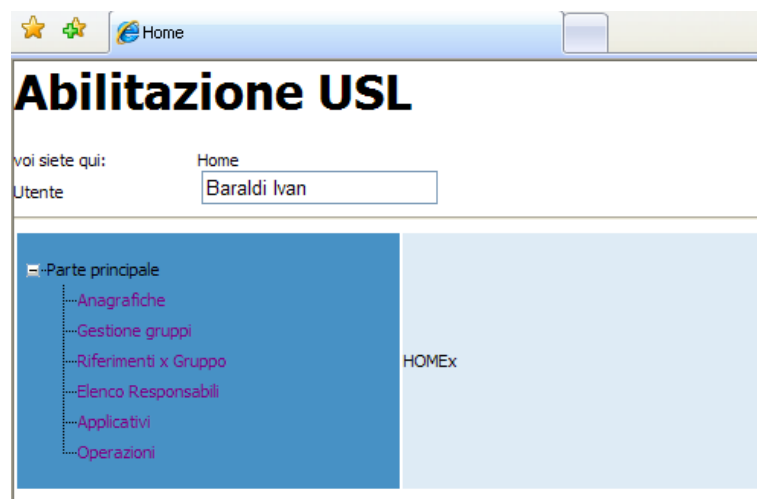 Home
Abilitazione USL
voi siete qui: Home
Utente Baraldi Ivan
Parte principale
Anagrafiche
Gestione gruppi
Riferimenti x Gruppo
HOMEx
Elenco Responsabili
Applicativi
Operazioni